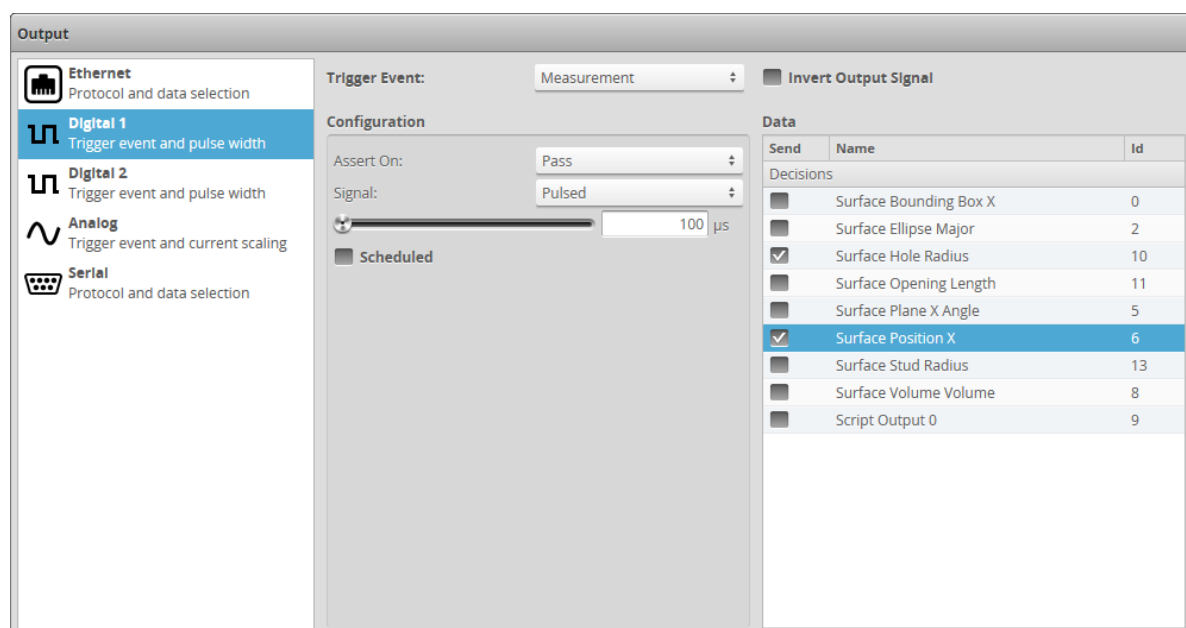 Output
Ethernet
Protocol and data selection
Digital 1
Trigger event and pulse width
Digital 2
Trigger event and pulse width
Analog
Trigger event and current scaling
Serial
Protocol and data selection
Trigger Event: Measurement
Configuration
Assert On: Pass
Signal: Pulsed
100 µs
Scheduled
Invert Output Signal
Data
Send Name Id
Decisions
Surface Bounding Box X 0
Surface Ellipse Major 2
Surface Hole Radius 10
Surface Opening Length 11
Surface Plane X Angle 5
Surface Position X 6
Surface Stud Radius 13
Surface Volume Volume 8
Script Output 0 9